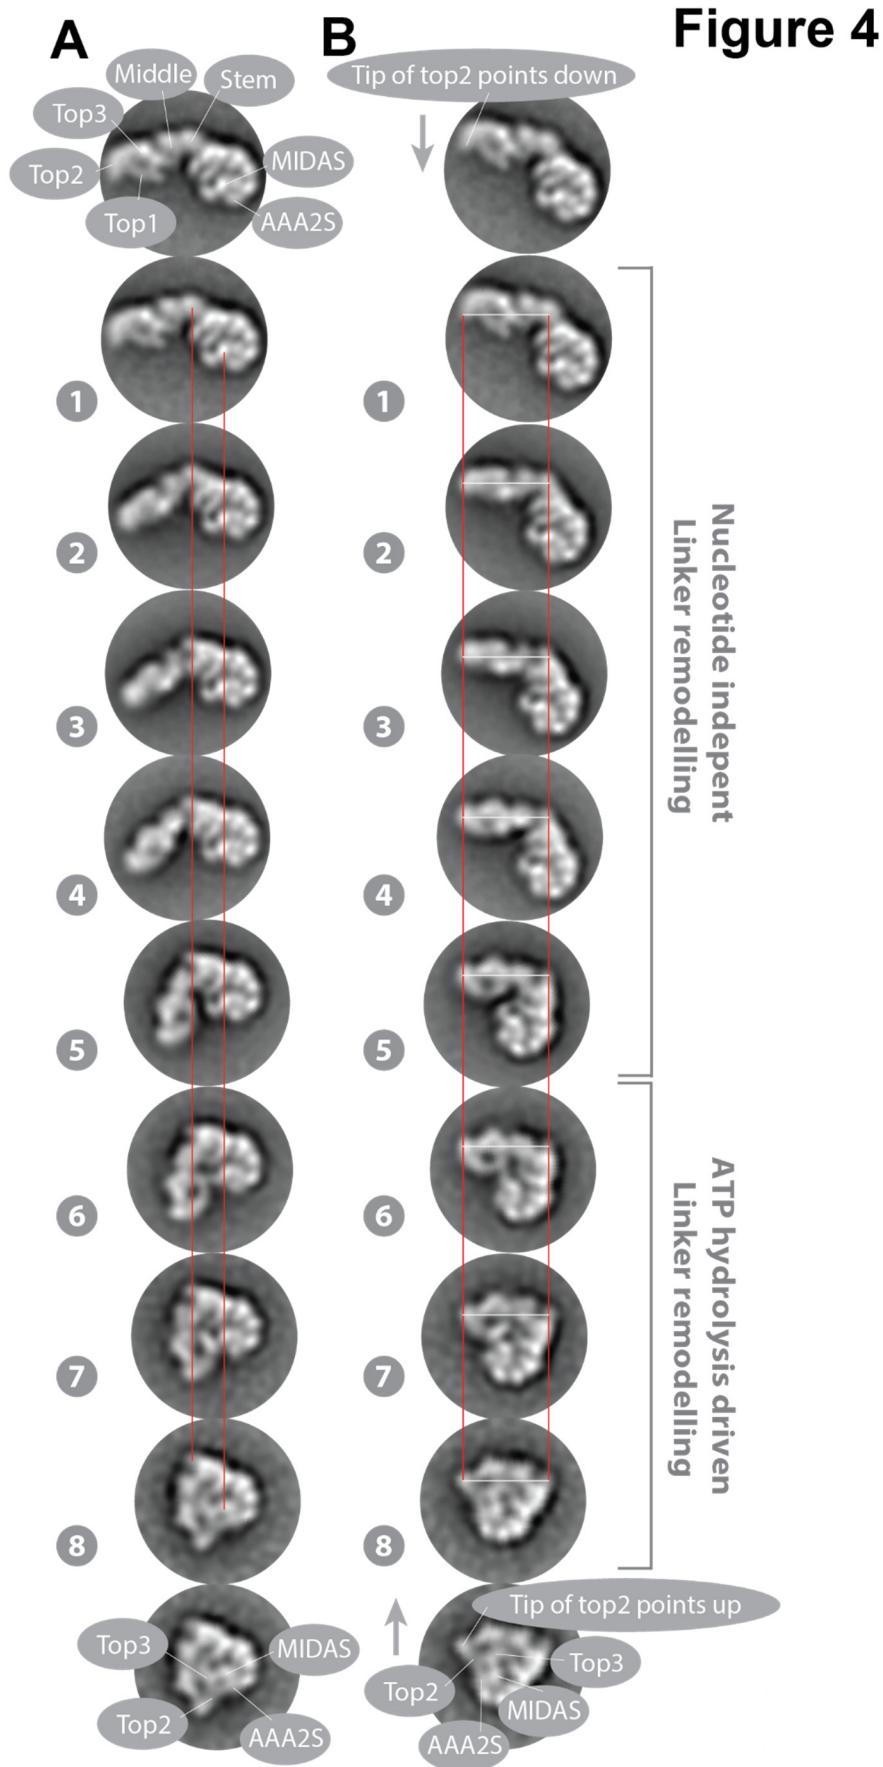 Figure 4
A
Middle
Stem
Top3
MIDAS
Top2
Top1
AAA2S
1
2
3
4
5
6
7
8
Top3
MIDAS
Top2
AAA2S
B
Tip of top2 points down
1
2
3
4
5
6
7
8
Tip of top2 points up
Top3
Top2
MIDAS
AAA2S
Nucleotide indepent
Linker remodelling
ATP hydrolysis driven
Linker remodelling